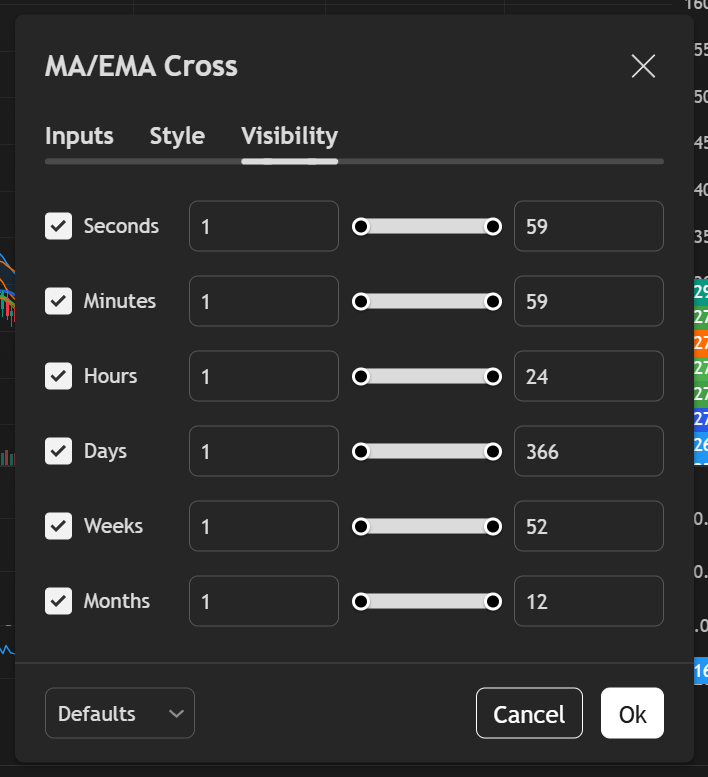 MA/EMA Cross
Inputs Style Visibility
Seconds 1 59
Minutes 1 59
Hours 1 24
Days 1 366
Weeks 1 52
Months 1 12
Defaults Cancel Ok